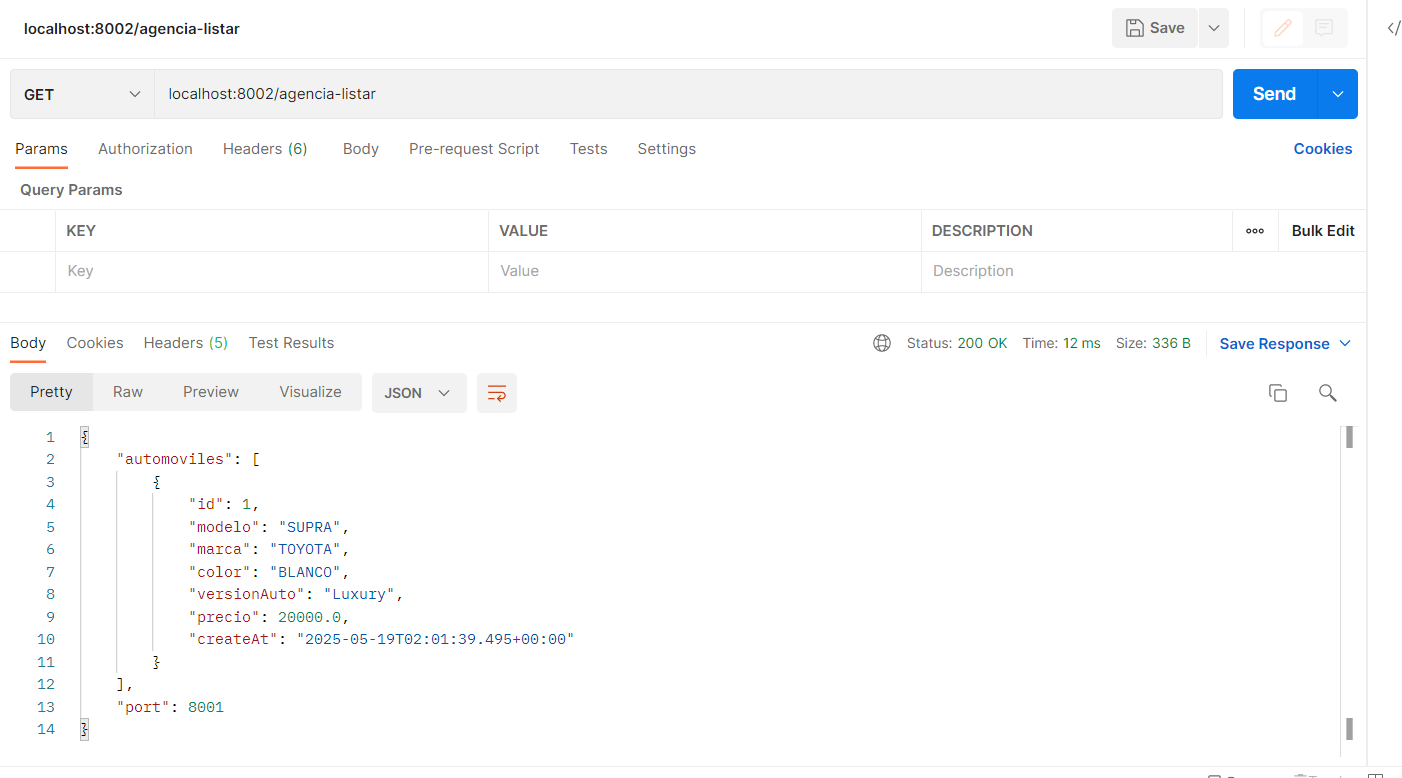 localhost:8002/agencia-listar
Save
GET
localhost:8002/agencia-listar
Send
Params Authorization Headers (6) Body Pre-request Script Tests Settings Cookies
Query Params
KEY VALUE DESCRIPTION ooo Bulk Edit
Key Value Description
Body Cookies Headers (5) Test Results Status: 200 OK Time: 12 ms Size: 336 B Save Response
Pretty Raw Preview Visualize JSON
1 {
2 "automoviles": [
3 {
4 "id": 1,
5 "modelo": "SUPRA",
6 "marca": "TOYOTA",
7 "color": "BLANCO",
8 "versionAuto": "Luxury",
9 "precio": 20000.0,
10 "createAt": "2025-05-19T02:01:39.495+00:00"
11 }
12 ],
13 "port": 8001
14 }